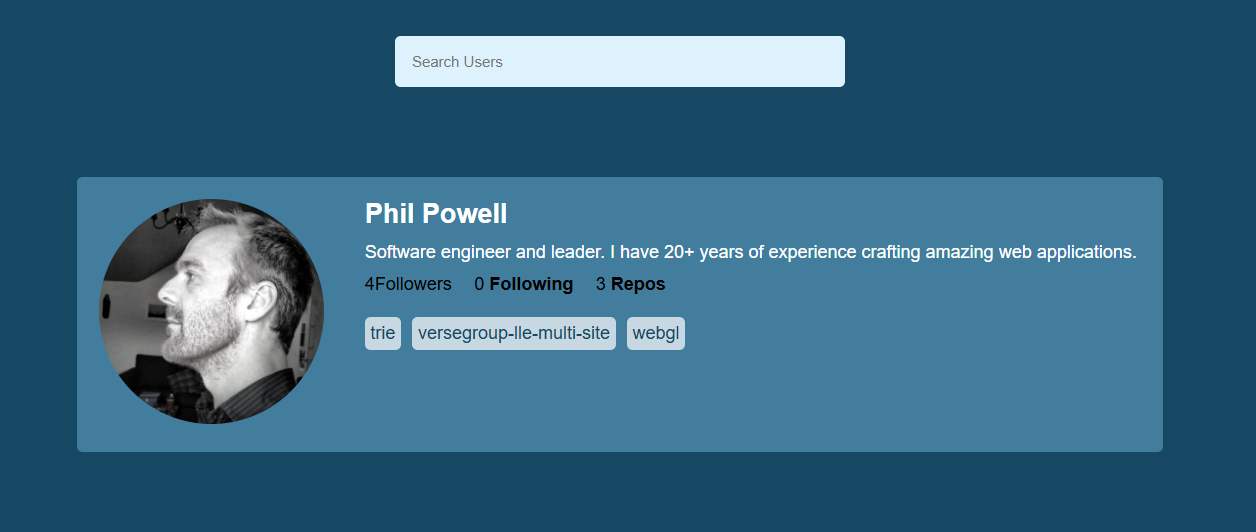 Search Users
Phil Powell
Software engineer and leader. I have 20+ years of experience crafting amazing web applications.
4Followers 0 Following 3 Repos
trie versegroup-lle-multi-site webgl